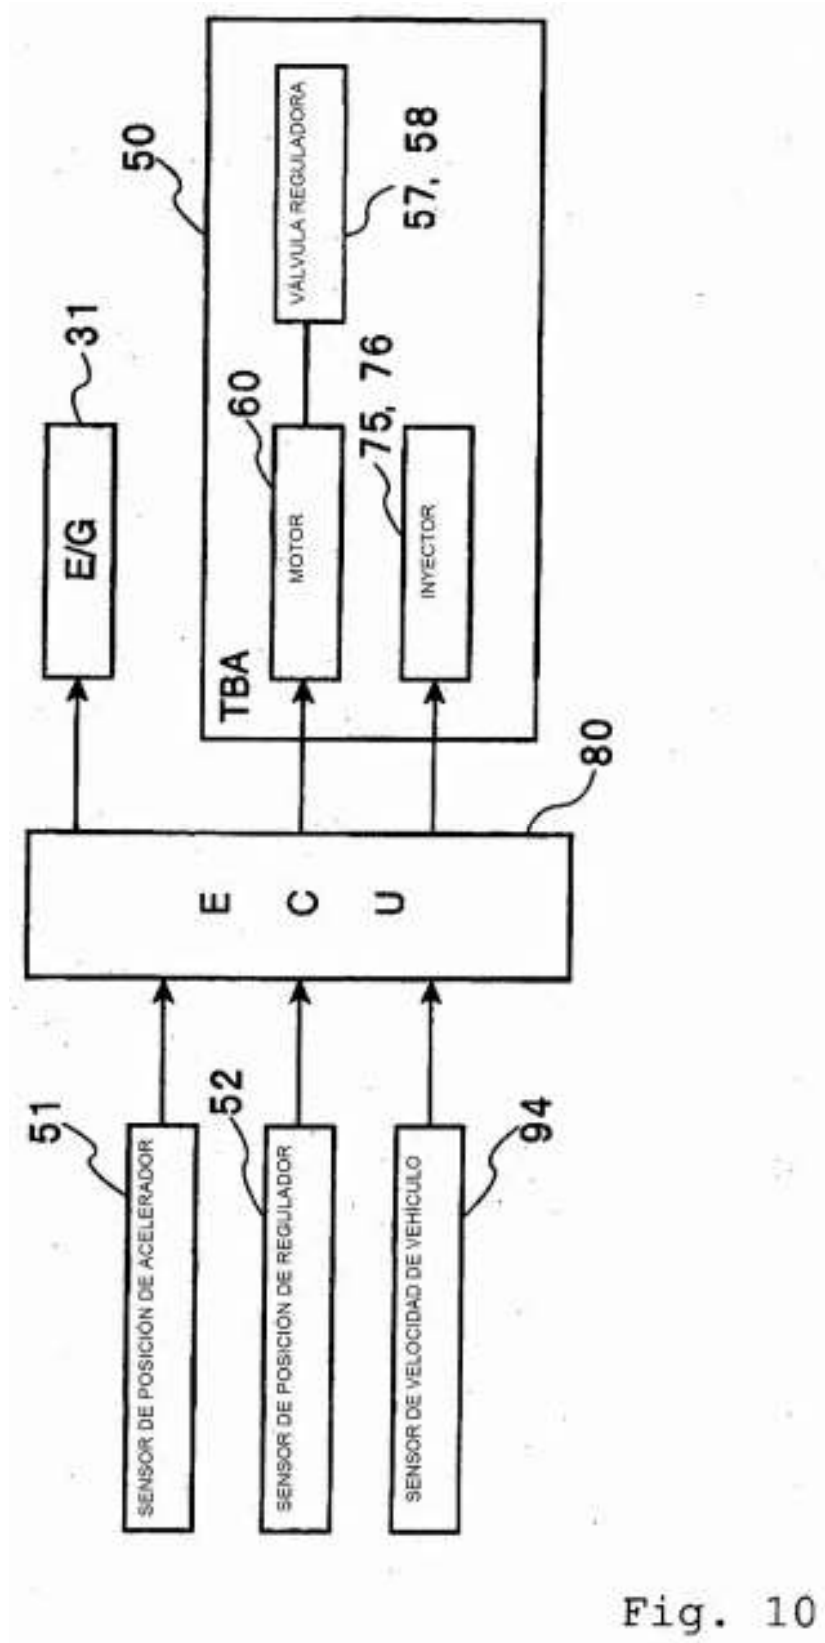 50
31
E/G
TBA
60
MOTOR
VÁLVULA REGULADORA
57, 58
75, 76
INYECTOR
80
E C U
51
SENSOR DE POSICIÓN DE ACELERADOR
52
SENSOR DE POSICIÓN DE REGULADOR
94
SENSOR DE VELOCIDAD DE VEHÍCULO
Fig. 10